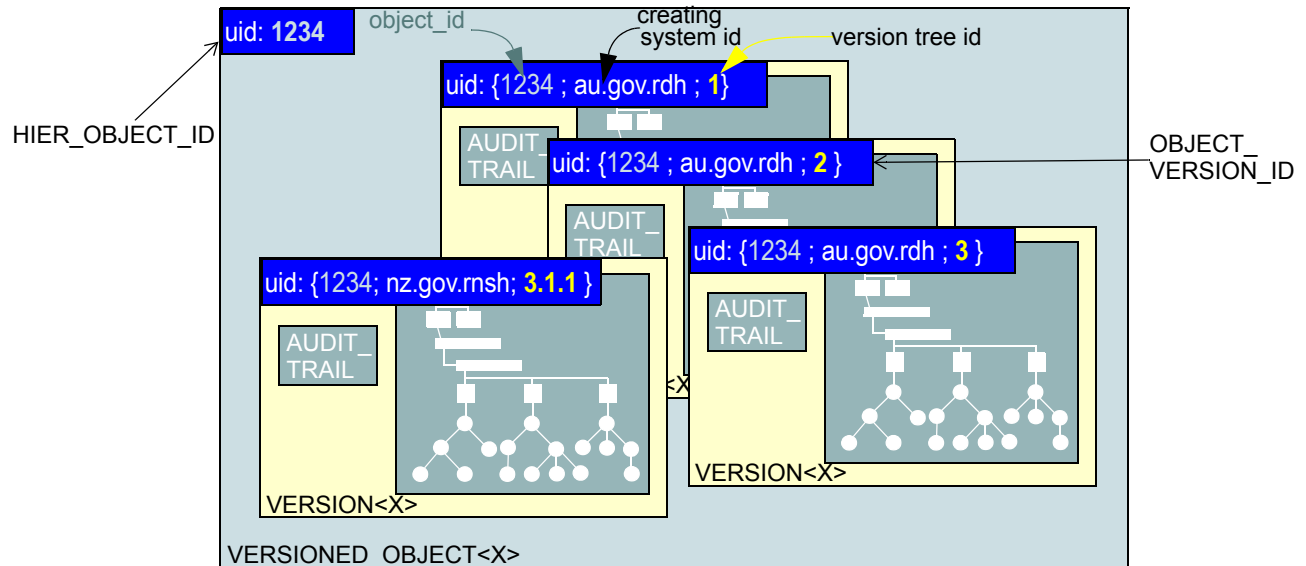 uid: 1234
object_id
creating
system id
version tree id
uid: {1234 ; au.gov.rdh ; 1}
HIER_OBJECT_ID
AUDIT_
TRAIL
uid: {1234 ; au.gov.rdh ; 2 }
OBJECT_
VERSION_ID
AUDIT_
TRAIL
uid: {1234 ; au.gov.rdh ; 3 }
uid: {1234; nz.gov.rnsh; 3.1.1 }
AUDIT_
TRAIL
AUDIT_
TRAIL
<X
VERSION<X>
VERSION<X>
VERSIONED_OBJECT<X>